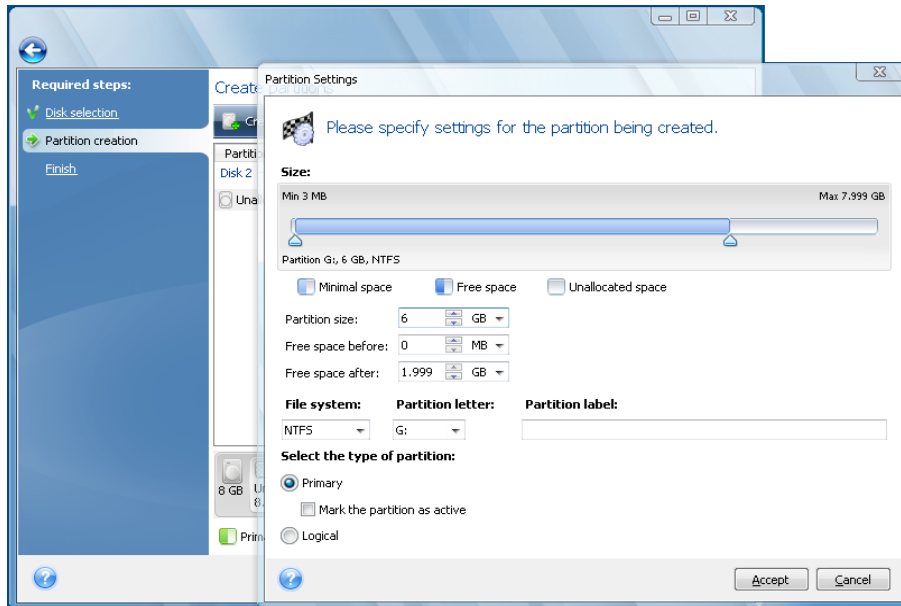 Required steps:
Disk selection
Partition creation
Finish
Create partitions
Disk 2
8 GB
Partition Settings
Please specify settings for the partition being created.
Size:
Min 3 MB Max 7.999 GB
Partition G:, 6 GB, NTFS
Minimal space Free space Unallocated space
Partition size: 6 GB
Free space before: 0 MB
Free space after: 1.999 GB
File system: Partition letter: Partition label:
NTFS G:
Select the type of partition:
Primary
Mark the partition as active
Logical
Accept Cancel